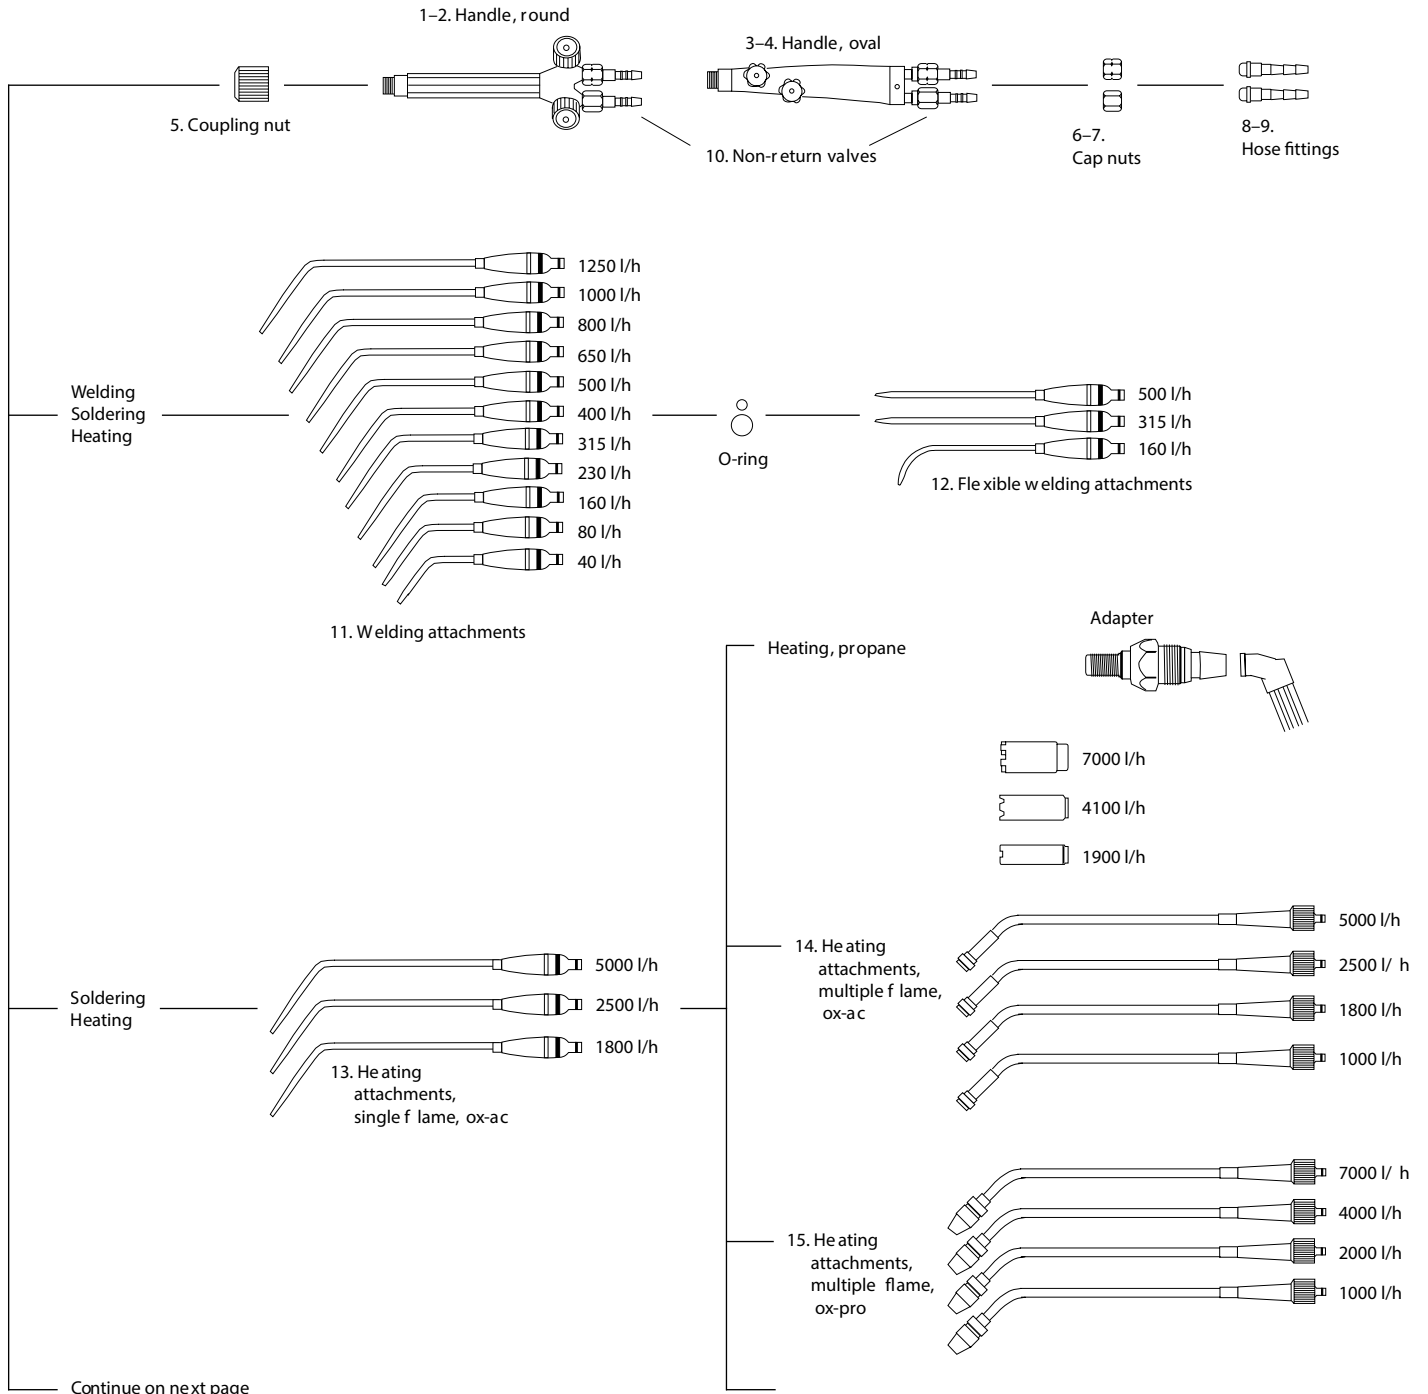 1–2. Handle, round
3–4. Handle, oval
5. Coupling nut
10. Non-return valves
6–7.
Cap nuts
8–9.
Hose fittings
Welding
Soldering
Heating
1250 l/h
1000 l/h
800 l/h
650 l/h
500 l/h
400 l/h
315 l/h
230 l/h
160 l/h
80 l/h
40 l/h
11. Welding attachments
O-ring
500 l/h
315 l/h
160 l/h
12. Flexible welding attachments
Heating, propane
Adapter
7000 l/h
4100 l/h
1900 l/h
Soldering
Heating
5000 l/h
2500 l/h
1800 l/h
13. Heating
attachments,
single flame, ox-ac
14. Heating
attachments,
multiple flame,
ox-ac
5000 l/h
2500 l/h
1800 l/h
1000 l/h
15. Heating
attachments,
multiple flame,
ox-pro
7000 l/h
4000 l/h
2000 l/h
1000 l/h
Continue on next page